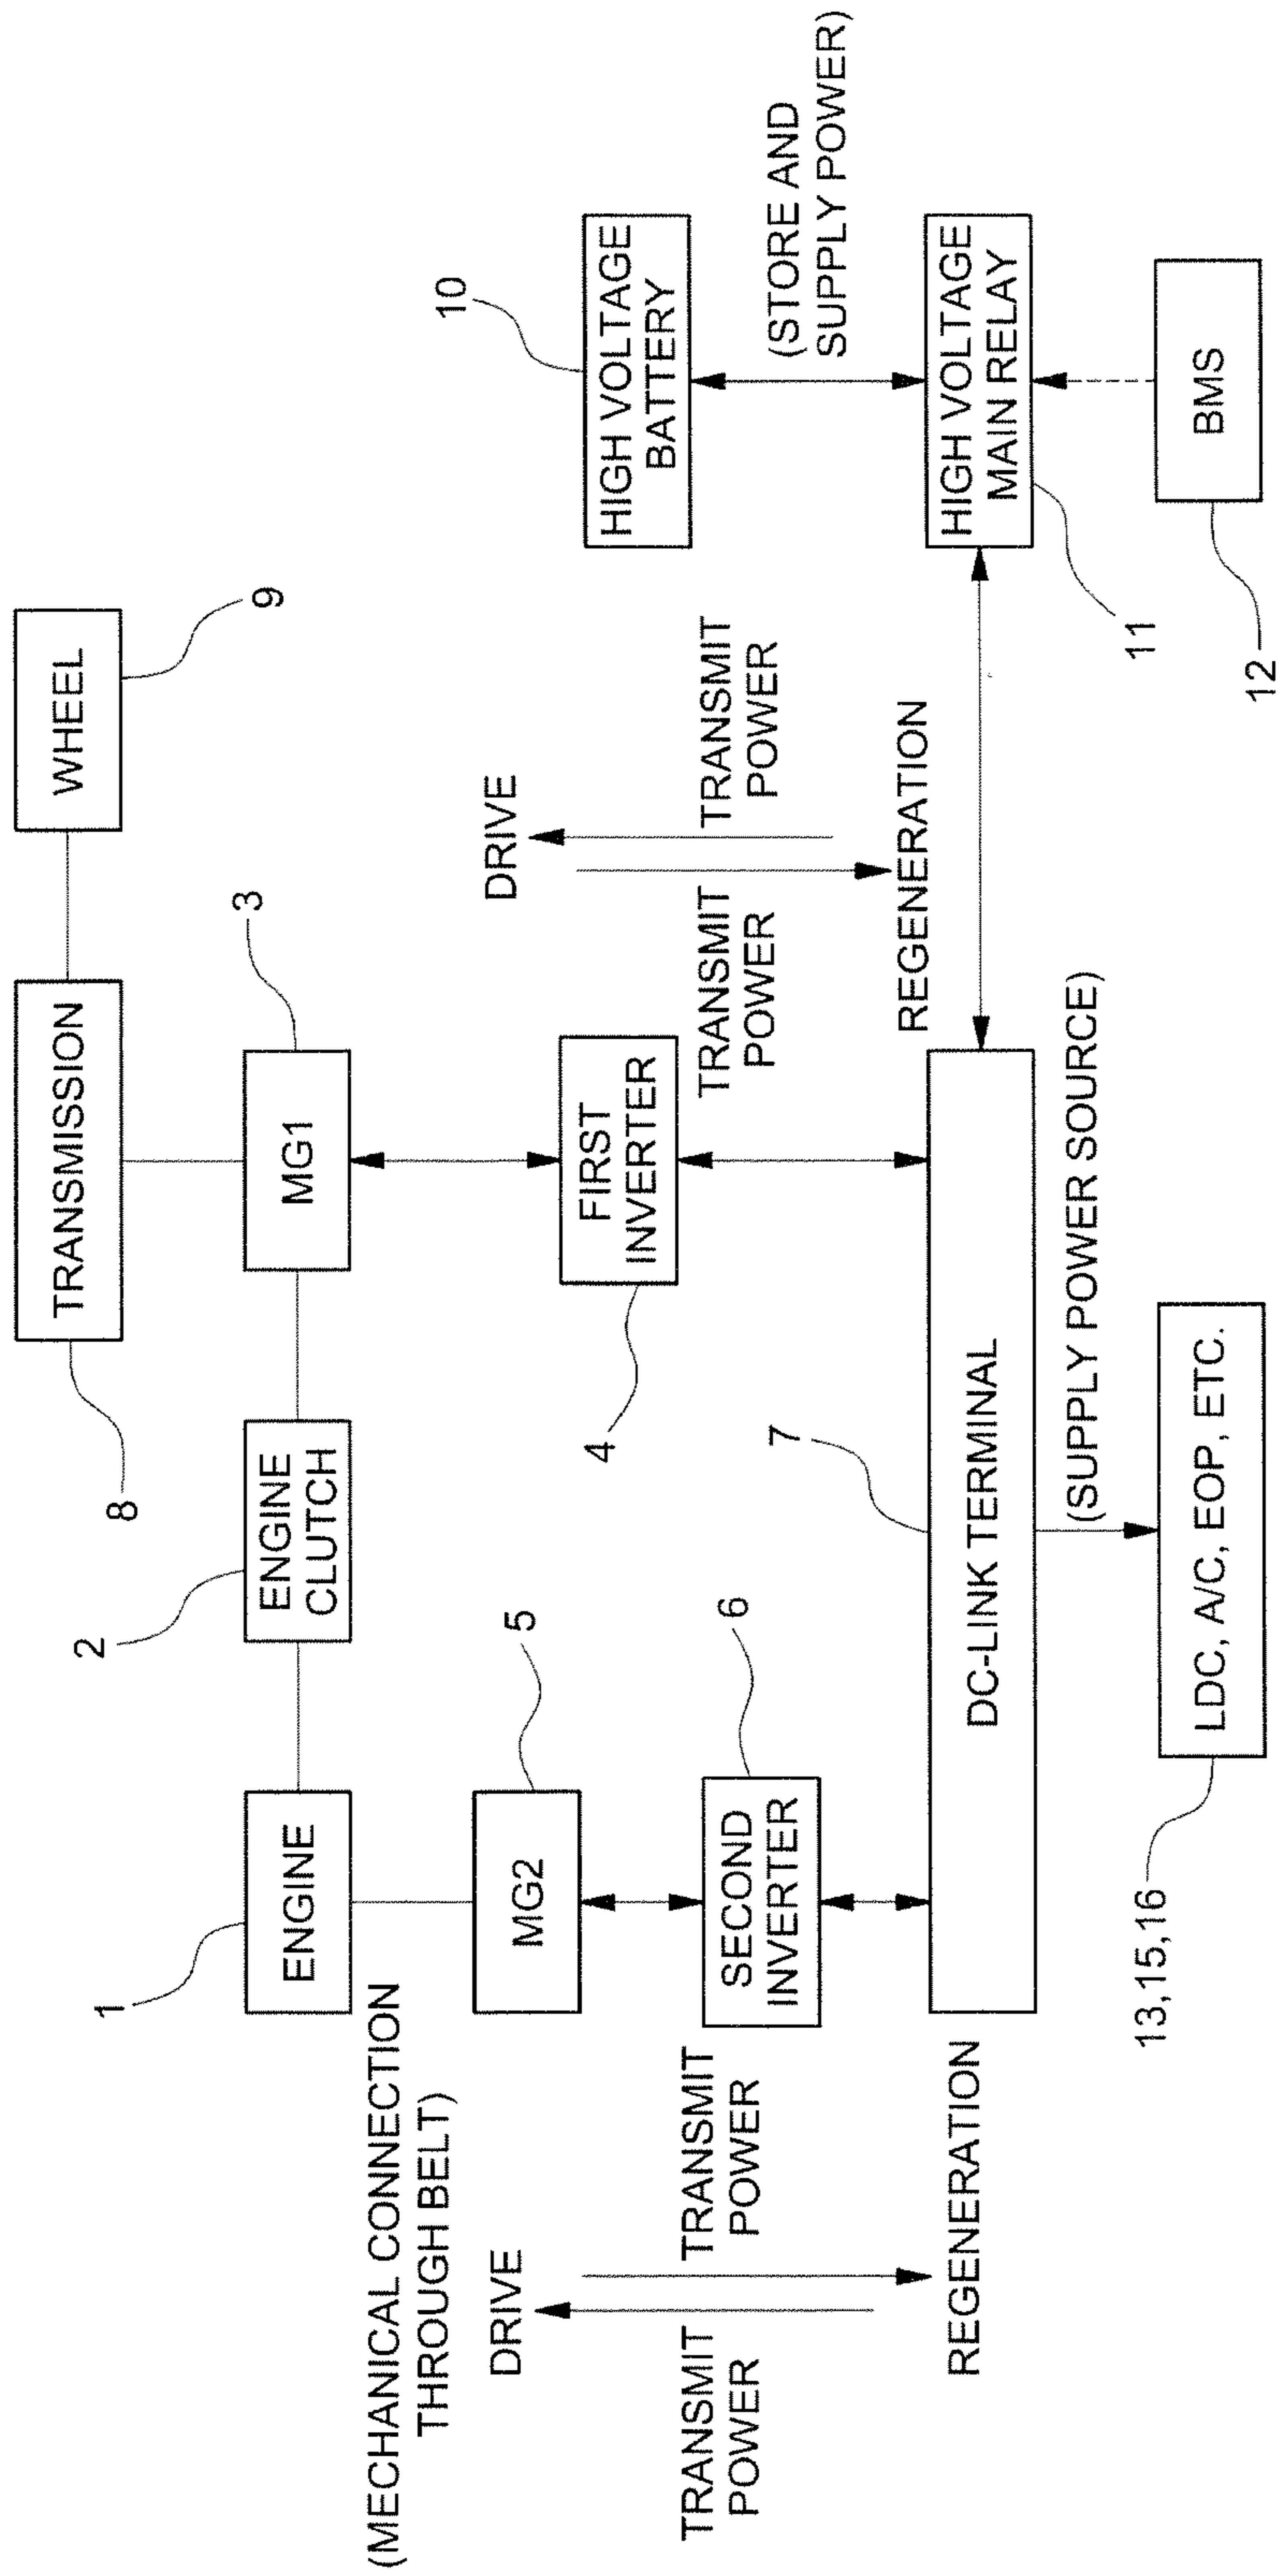 TRANSMISSION
WHEEL
8
9
1
2
3
ENGINE
ENGINE
CLUTCH
MG1
(MECHANICAL CONNECTION
THROUGH BELT)
10
DRIVE
5
DRIVE
MG2
4
FIRST
INVERTER
HIGH VOLTAGE
BATTERY
TRANSMIT
POWER
TRANSMIT
POWER
6
SECOND
INVERTER
TRANSMIT
POWER
TRANSMIT
POWER
(STORE AND
SUPPLY POWER)
7
REGENERATION
REGENERATION
DC-LINK TERMINAL
HIGH VOLTAGE
MAIN RELAY
(SUPPLY POWER SOURCE)
11
13,15,16
LDC, A/C, EOP, ETC.
BMS
12